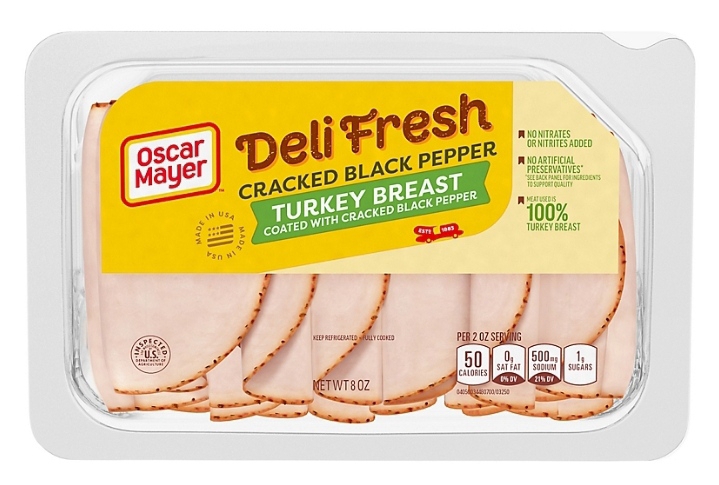 Oscar
Mayer
Deli Fresh
CRACKED BLACK PEPPER
TURKEY BREAST
COATED WITH CRACKED BLACK PEPPER
MADE IN USA
MADE IN USA
ESTD 1883
NO NITRATES
OR NITRITES ADDED
NO ARTIFICIAL
PRESERVATIVES*
*SEE BACK PANEL FOR INGREDIENTS
TO SUPPORT QUALITY
MEAT USED IS
100%
TURKEY BREAST
INSPECTED
U.S.
DEPARTMENT OF
AGRICULTURE
KEEP REFRIGERATED • FULLY COOKED
NET WT 8 OZ
PER 2 OZ SERVING
50
CALORIES
0g
SAT FAT
0% DV
500mg
SODIUM
21% DV
1g
SUGARS